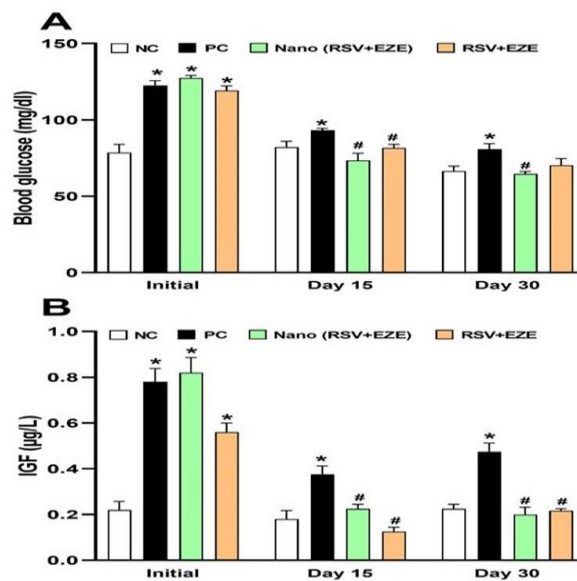 A
NC PC Nano (RSV+EZE) RSV+EZE
Blood glucose (mg/dl)
150
100
50
0
* * *
* # #
* #
Initial Day 15 Day 30
B
NC PC Nano (RSV+EZE) RSV+EZE
IGF (µg/L)
1.0
0.8
0.6
0.4
0.2
0.0
* * *
* # #
* # #
Initial Day 15 Day 30